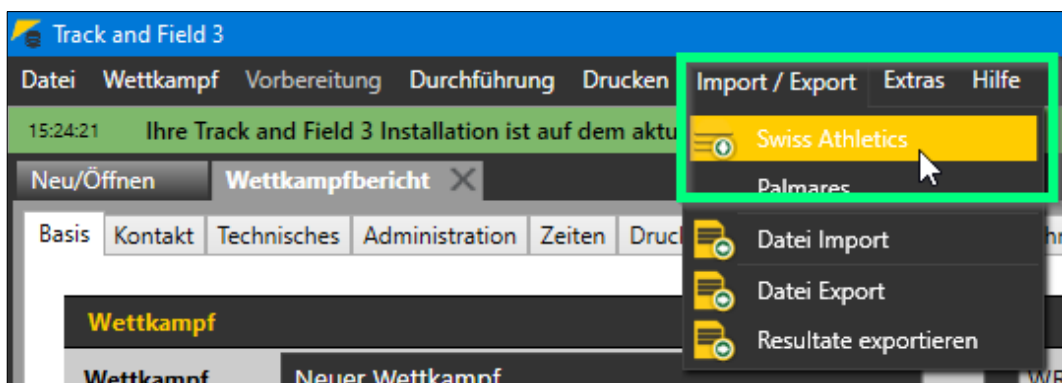 Track and Field 3
Datei Wettkampf Vorbereitung Durchführung Drucken Import / Export Extras Hilfe
15:24:21 Ihre Track and Field 3 Installation ist auf dem
Swiss Athletics
Neu/Öffnen Wettkampfbericht
Palmares
Basis Kontakt Technisches Administration Zeiten
Datei Import
Datei Export
Wettkampf
Resultate exportieren
Wettkampf Neuer Wettkampf